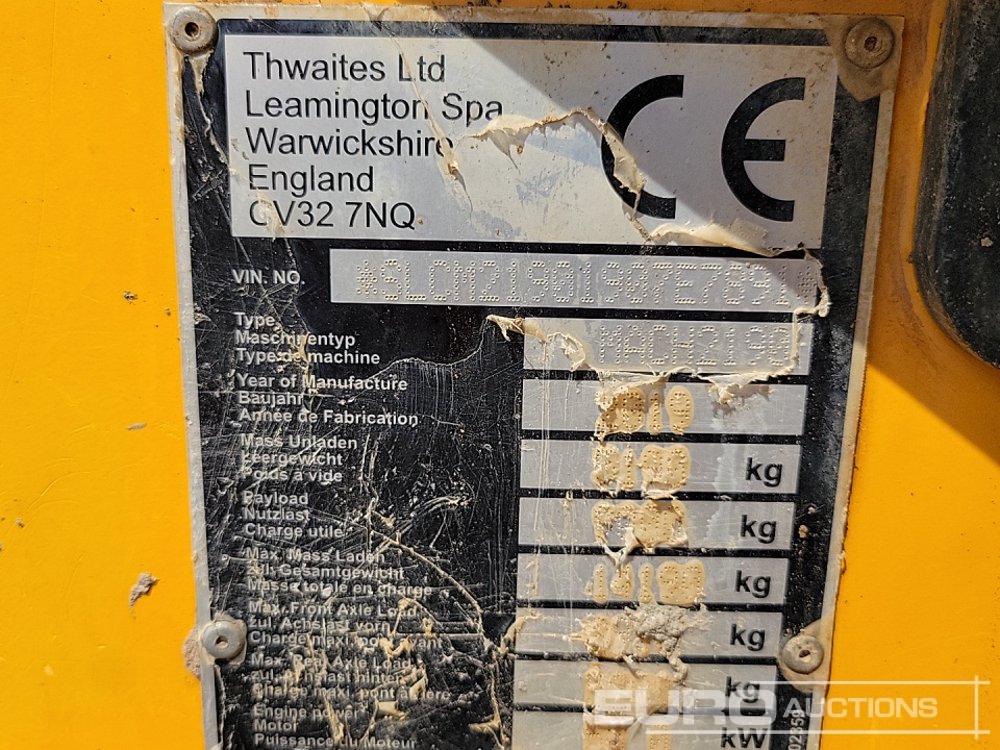 Thwaites Ltd
Leamington Spa
Warwickshire
England
CV32 7NQ
CE
VIN. NO.
Type
Maschinentyp
Type de machine
Year of Manufacture
Baujahr
Année de Fabrication
2019
Mass Unladen
Leergewicht
Poids à vide
kg
Payload
Nutzlast
Charge utile
kg
Max. Mass Laden
zul. Gesamtgewicht
Masse totale en charge
kg
Max. Front Axle Load
zul. Achslast vorn
Charge maxi. pont avant
kg
Max. Rear Axle Load
zul. Achslast hinten
Charge maxi. pont arriere
kg
Engine power
Motor
Puissance du Moteur
kW
EURO AUCTIONS